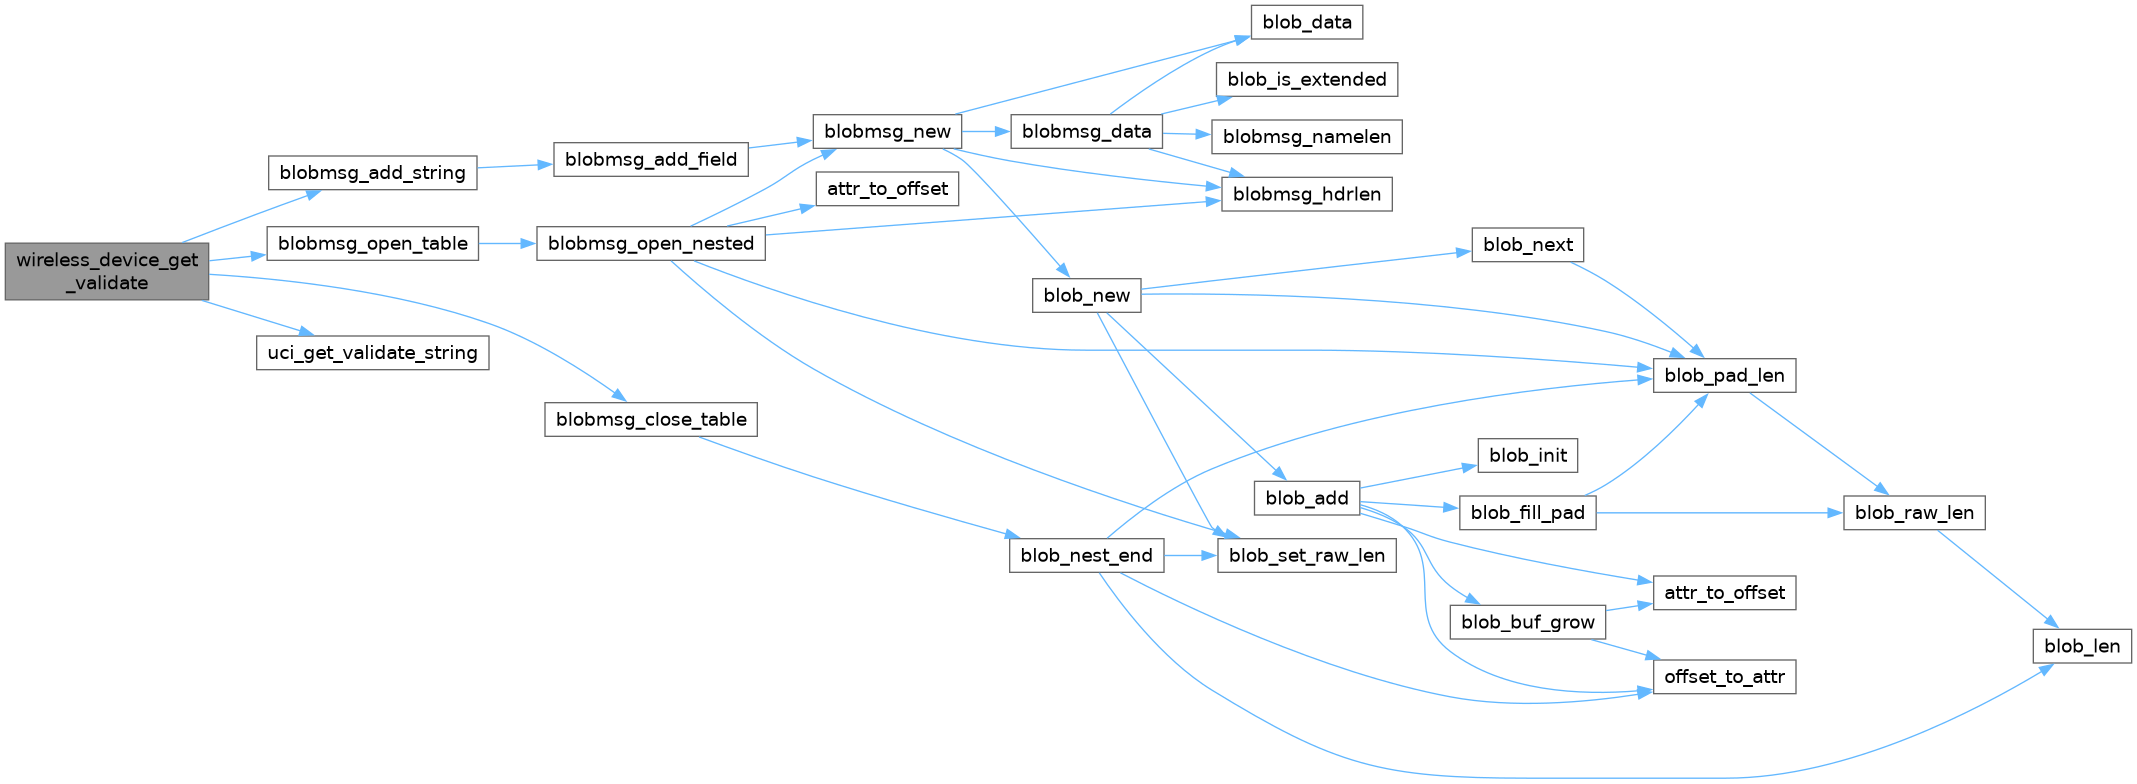 wireless_device_get
_validate
blobmsg_add_string
blobmsg_open_table
uci_get_validate_string
blobmsg_close_table
blobmsg_add_field
blobmsg_open_nested
blobmsg_new
attr_to_offset
blobmsg_data
blob_new
blob_nest_end
blob_data
blob_is_extended
blobmsg_namelen
blobmsg_hdrlen
blob_add
blob_set_raw_len
blob_next
blob_init
blob_fill_pad
blob_buf_grow
blob_pad_len
attr_to_offset
offset_to_attr
blob_raw_len
blob_len